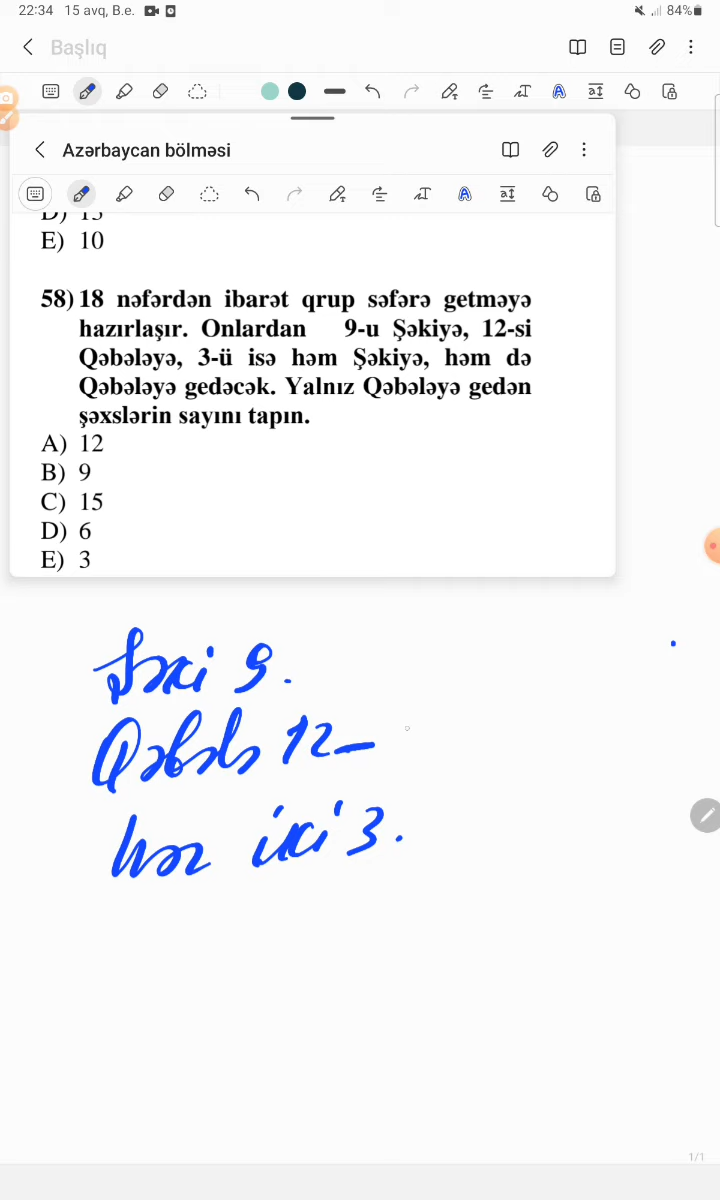 22:34 15 avq, B.e. 84%
Başlıq
Azərbaycan bölməsi
D) 15
E) 10
58) 18 nəfərdən ibarət qrup səfərə getməyə
hazırlaşır. Onlardan 9-u Şəkiyə, 12-si
Qəbələyə, 3-ü isə həm Şəkiyə, həm də
Qəbələyə gedəcək. Yalnız Qəbələyə gedən
şəxslərin sayını tapın.
A) 12
B) 9
C) 15
D) 6
E) 3
Şəki 9.
Qəbələ 12-
hər iki 3.
1/1